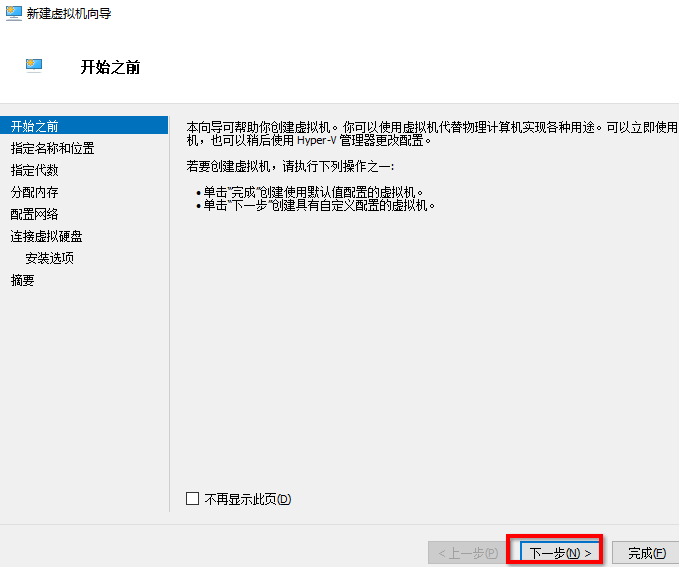 新建虚拟机向导
开始之前
开始之前
指定名称和位置
指定代数
分配内存
配置网络
连接虚拟硬盘
安装选项
摘要
本向导可帮助你创建虚拟机。你可以使用虚拟机代替物理计算机实现各种用途。可以立即使用
机，也可以稍后使用 Hyper-V 管理器更改配置。
若要创建虚拟机，请执行下列操作之一:
• 单击"完成"创建使用默认值配置的虚拟机。
• 单击"下一步"创建具有自定义配置的虚拟机。
不再显示此页(D)
< 上一步(P)
下一步(N) >
完成(F)